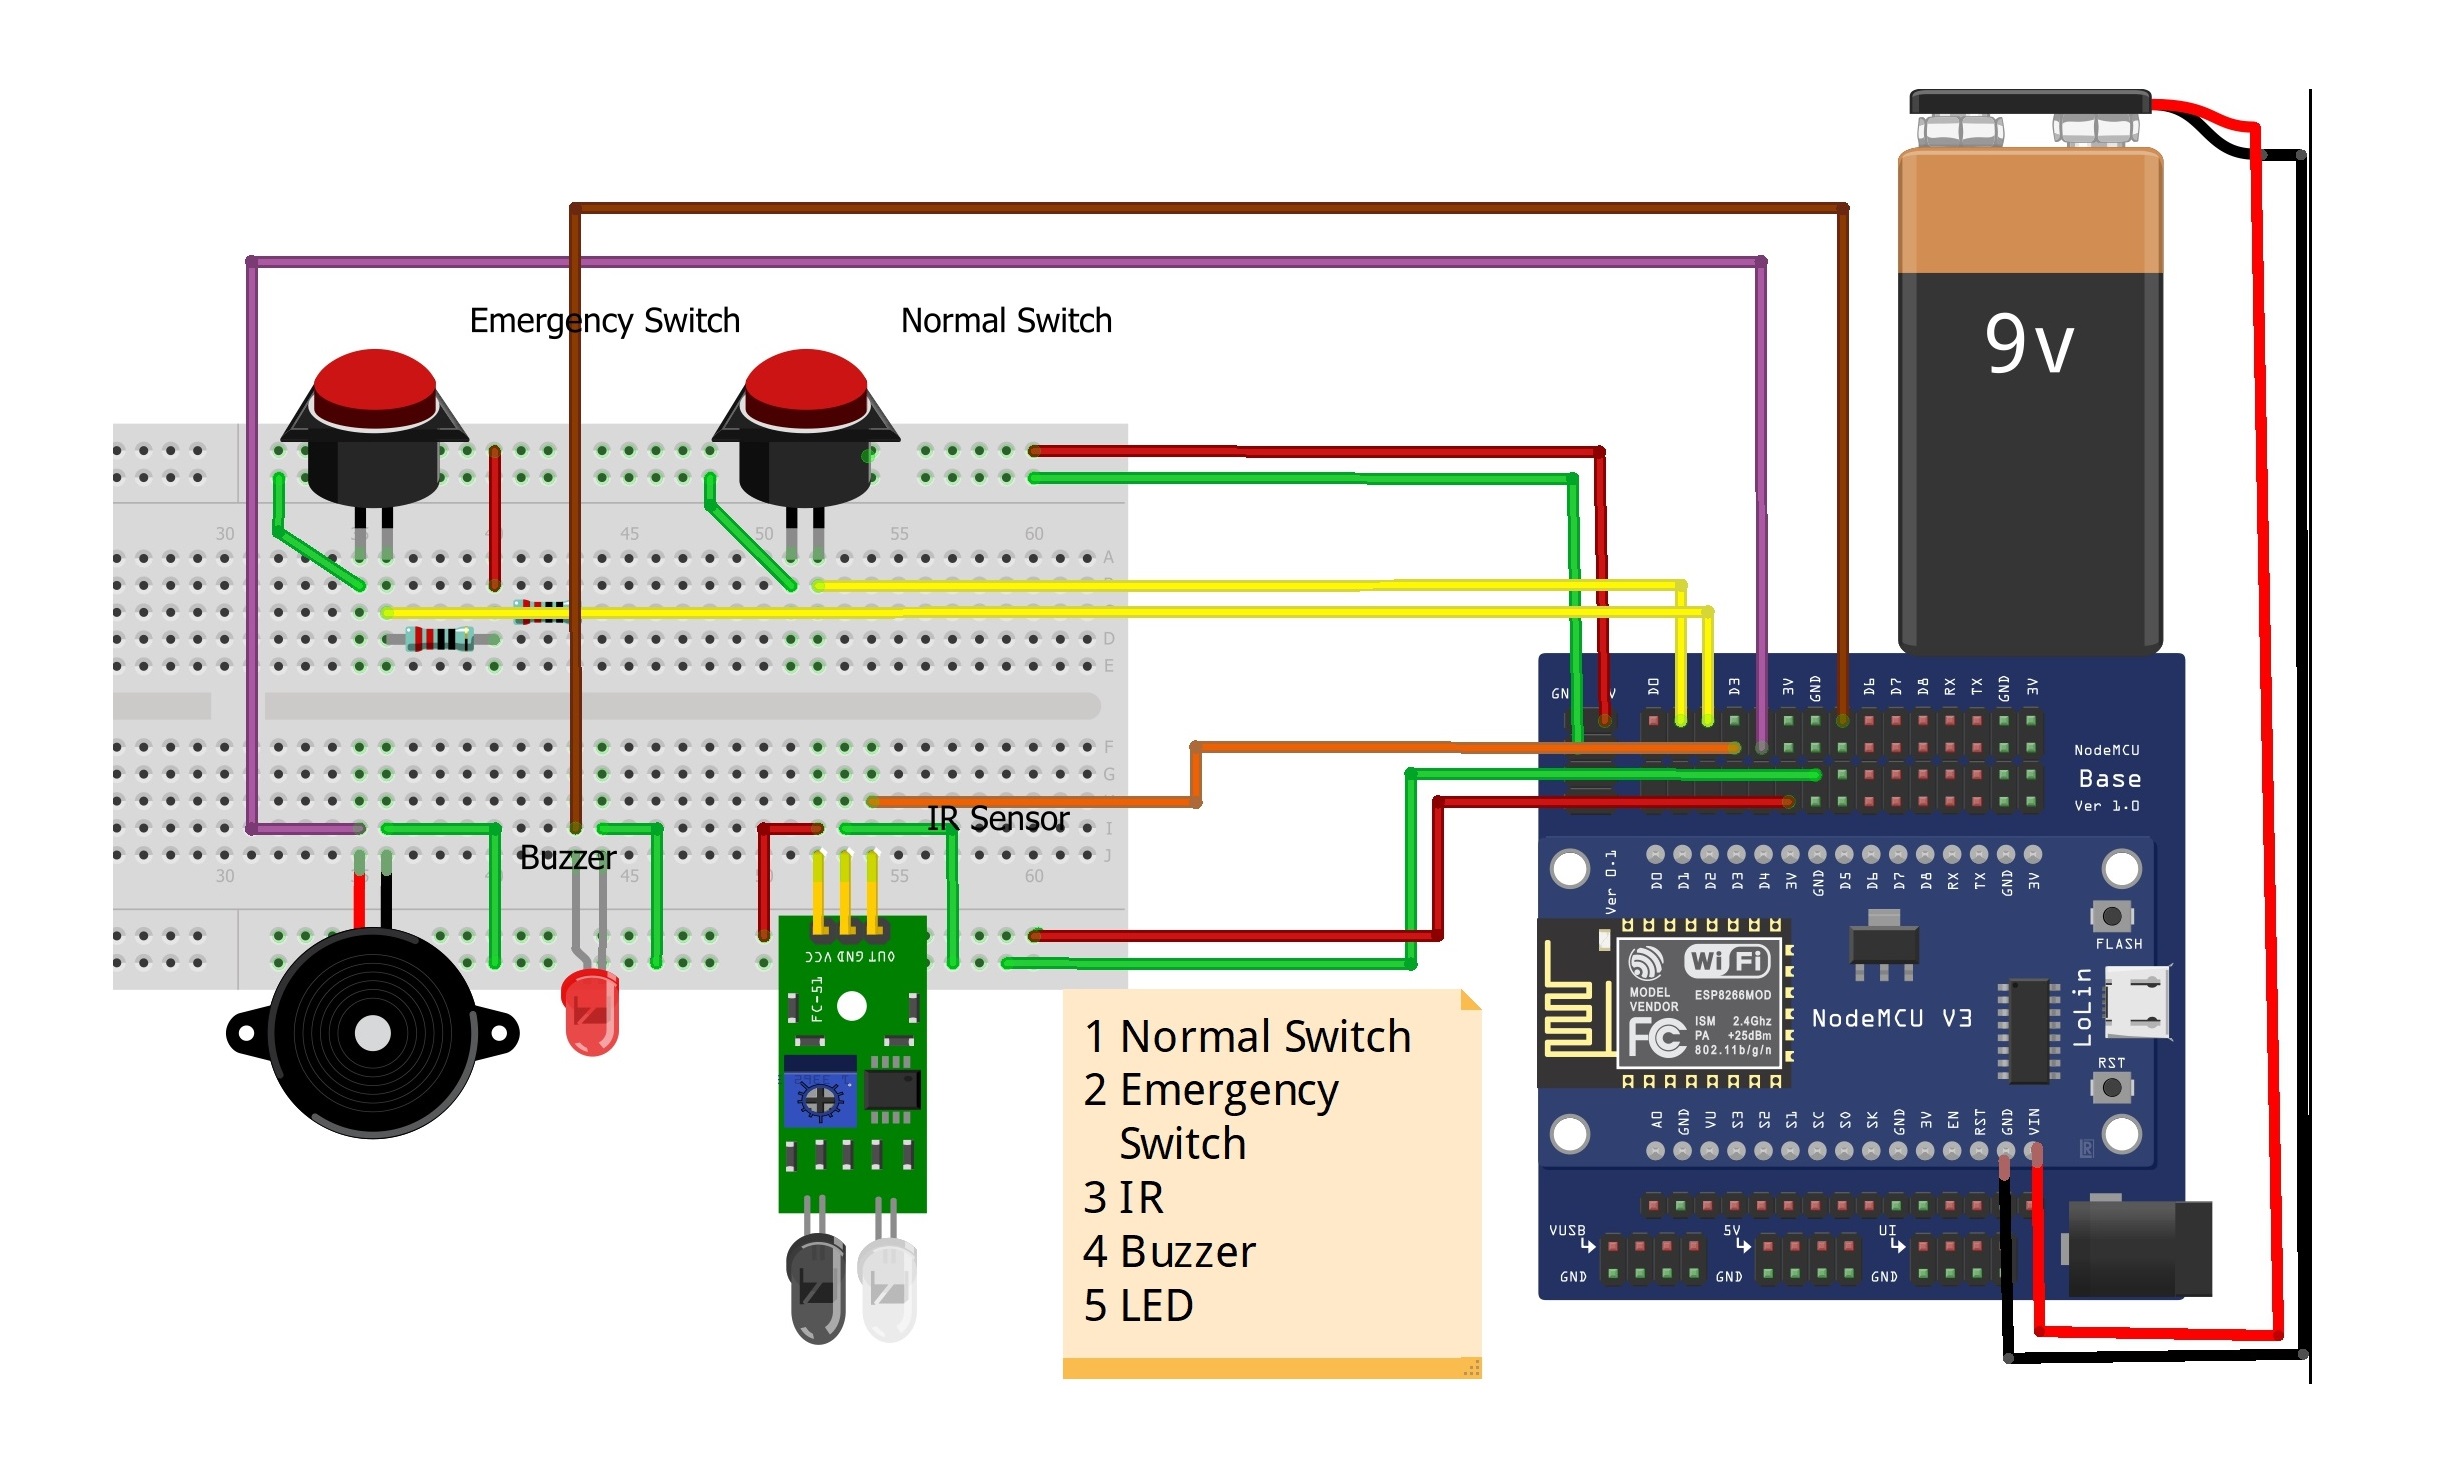 9v
Emergency Switch
Normal Switch
30 45 50 55 60
A
D
E
F
G
I
J
30 45 55 60
IR Sensor
Buzzer
VCC GND OUT
FC-51
GN
D0 D3 3V GND D6 D7 D8 RX TX GND 3V
NodeMCU
Base
Ver 1.0
Ver 0.1
D0 D1 D2 D3 D4 3V GND D5 D6 D7 D8 RX TX GND 3V
FLASH
WiFi
MODEL ESP8266MOD
VENDOR
FC
ISM 2.4Ghz
PA +25dBm
802.11b/g/n
NodeMCU V3
LoLin
RST
A0 GND VU S3 S2 S1 SC SO SK GND 3V EN RST GND VIN
VUSB 5V UI
GND GND GND
1 Normal Switch
2 Emergency
Switch
3 IR
4 Buzzer
5 LED